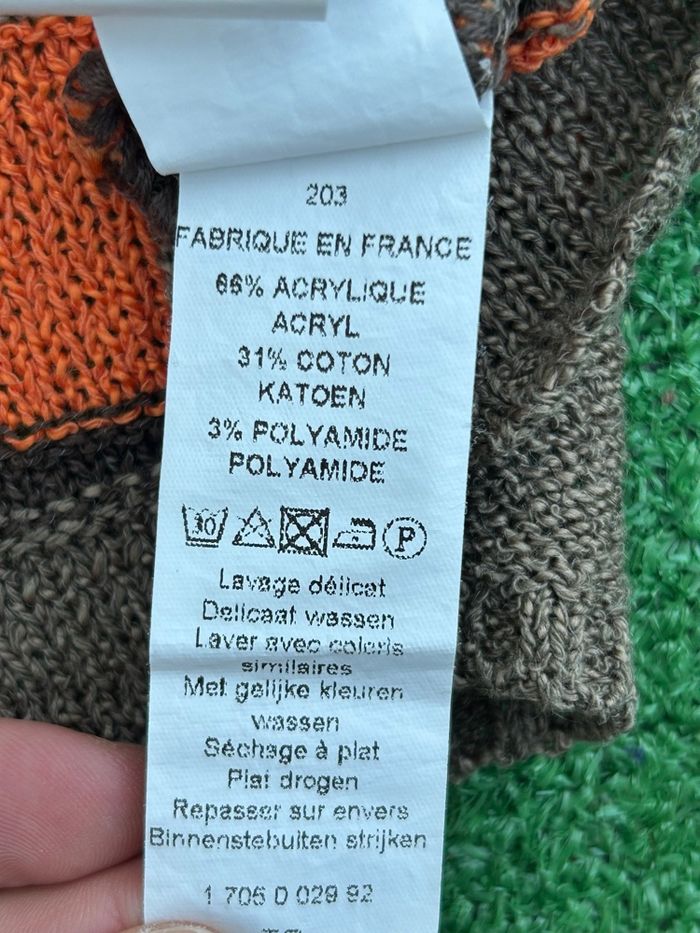 203
FABRIQUE EN FRANCE
66% ACRYLIQUE
ACRYL
31% COTON
KATOEN
3% POLYAMIDE
POLYAMIDE
30 P
Lavage délicat
Delicaat wassen
Laver avec coloris
similaires
Met gelijke kleuren
wassen
Séchage à plat
Plat drogen
Repasser sur envers
Binnenstebuiten strijken
1 706 0 029 92